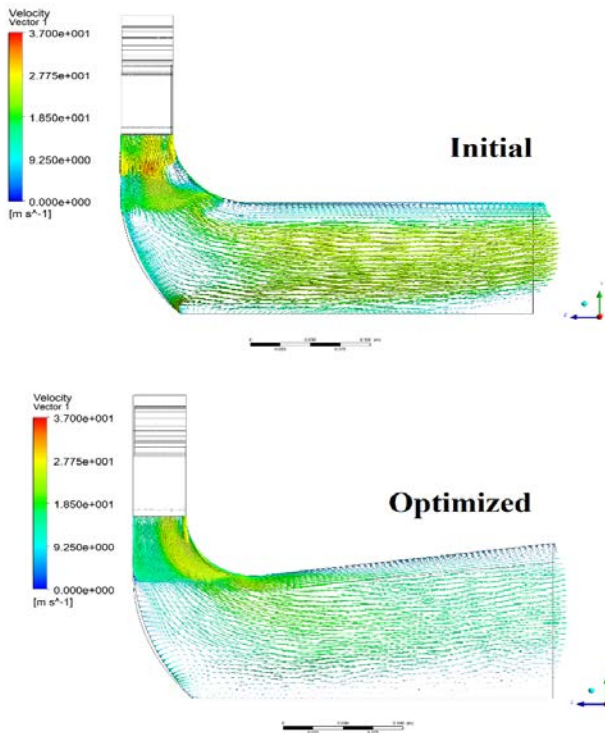 Velocity
Vector 1
3.700e+001
2.775e+001
1.850e+001
9.250e+000
0.000e+000
[m s^-1]
Initial
Velocity
Vector 1
3.700e+001
2.775e+001
1.850e+001
9.250e+000
0.000e+000
[m s^-1]
Optimized